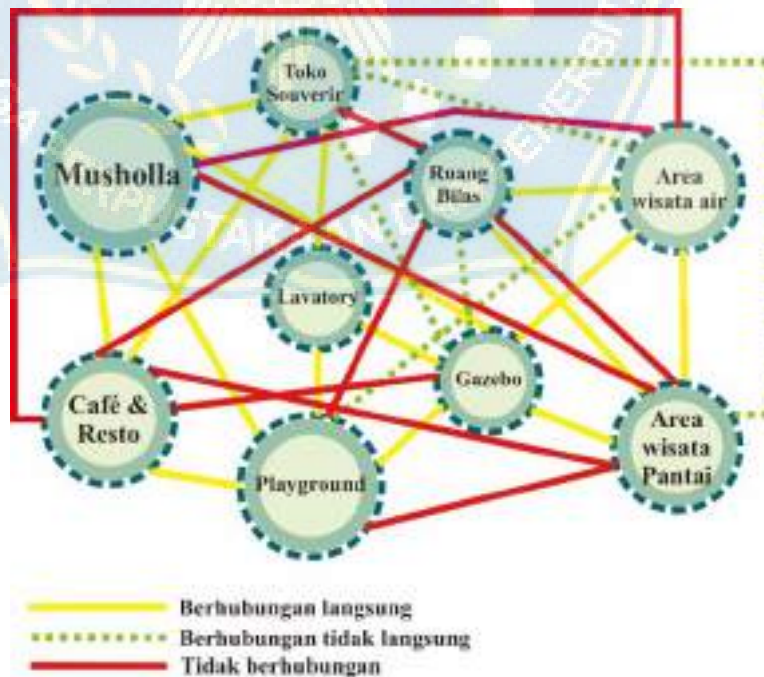 Toko
Souverir
Musholla
Ruang
Bilas
Area
wisata air
Lavatory
Gazebo
Café &
Resto
Playground
Area
wisata
Pantai
Berhubungan langsung
Berhubungan tidak langsung
Tidak berhubungan